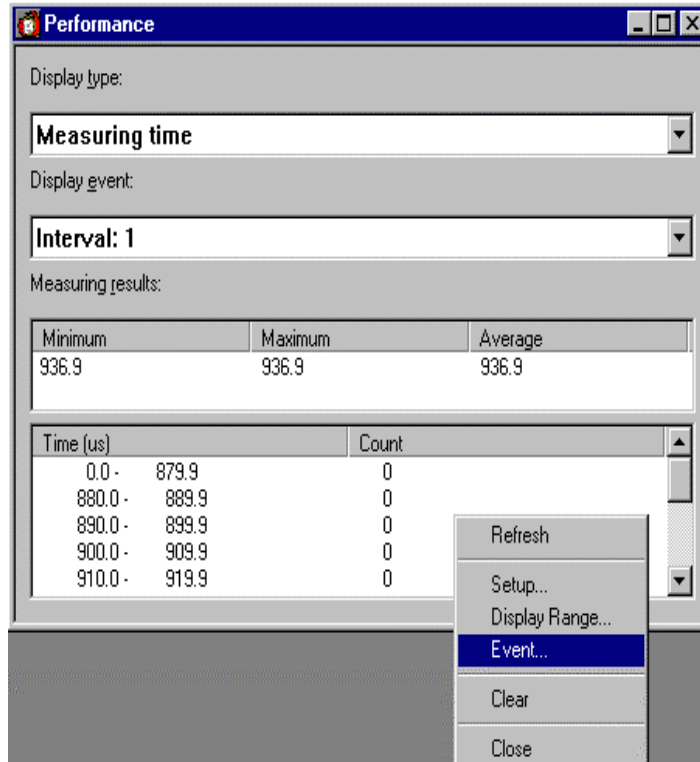 Performance
Display type:
Measuring time
Display event:
Interval: 1
Measuring results:
Minimum Maximum Average
936.9 936.9 936.9
Time (us) Count
0.0 - 879.9 0
880.0 - 889.9 0
890.0 - 899.9 0
900.0 - 909.9 0
910.0 - 919.9 0
Refresh
Setup...
Display Range...
Event...
Clear
Close